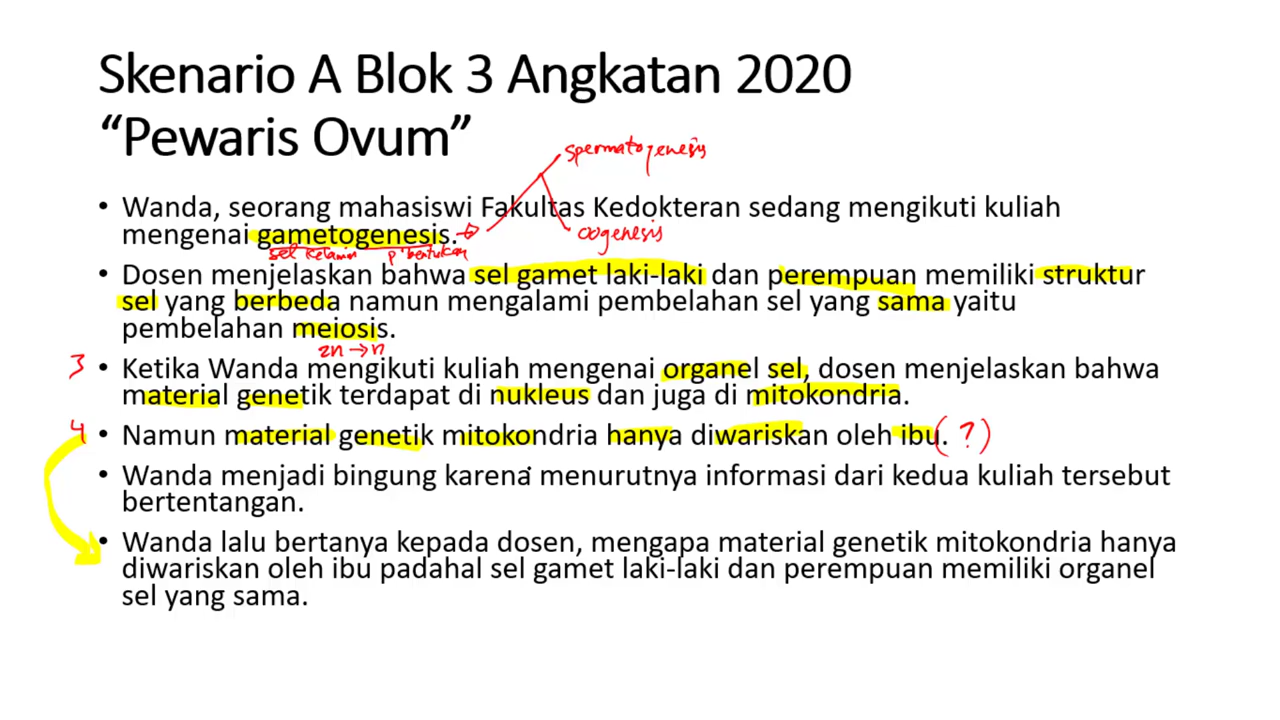 Skenario A Blok 3 Angkatan 2020
“Pewaris Ovum”
spermatogenesis
• Wanda, seorang mahasiswi Fakultas Kedokteran sedang mengikuti kuliah
mengenai gametogenesis.
oogenesis
sel kelamin p'bentukan
• Dosen menjelaskan bahwa sel gamet laki-laki dan perempuan memiliki struktur
sel yang berbeda namun mengalami pembelahan sel yang sama yaitu
pembelahan meiosis.
2n → n
3 • Ketika Wanda mengikuti kuliah mengenai organel sel, dosen menjelaskan bahwa
material genetik terdapat di nukleus dan juga di mitokondria.
4 • Namun material genetik mitokondria hanya diwariskan oleh ibu. (?)
• Wanda menjadi bingung karena menurutnya informasi dari kedua kuliah tersebut
bertentangan.
• Wanda lalu bertanya kepada dosen, mengapa material genetik mitokondria hanya
diwariskan oleh ibu padahal sel gamet laki-laki dan perempuan memiliki organel
sel yang sama.